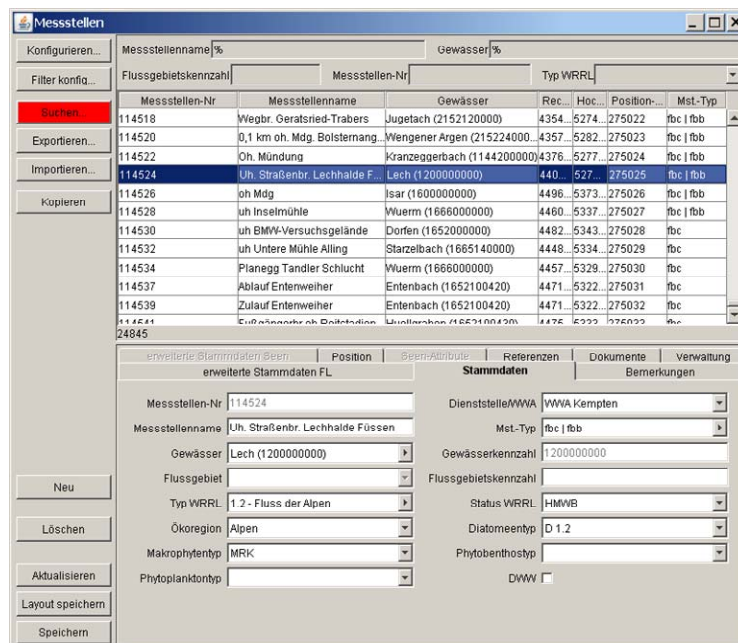 Messstellen
Konfigurieren...
Messstellenname % Gewässer %
Filter konfig...
Flussgebietskennzahl Messstellen-Nr Typ WRRL
Suchen...
Exportieren...
Importieren...
Kopieren
Messstellen-Nr Messstellenname Gewässer Rec... Hoc... Position-... Mst.-Typ
114518 Wegbr. Geratsried-Trabers Jugetach (2152120000) 4354... 5274... 275022 fbc | fbb
114520 0,1 km oh. Mdg. Bolsternang... Wengener Argen (215224000... 4357... 5282... 275023 fbc | fbb
114522 Oh. Mündung Kranzeggerbach (1144200000) 4376... 5277... 275024 fbc | fbb
114524 Uh. Straßenbr. Lechhalde F... Lech (1200000000) 440... 527... 275025 fbc | fbb
114526 oh Mdg Isar (1600000000) 4496... 5373... 275026 fbc | fbb
114528 uh Inselmühle Wuerm (1666000000) 4460... 5337... 275027 fbc | fbb
114530 uh BMW-Versuchsgelände Dorfen (1652000000) 4482... 5343... 275028 fbc
114532 uh Untere Mühle Alling Starzelbach (1665140000) 4448... 5334... 275029 fbc
114534 Planegg Tandler Schlucht Wuerm (1666000000) 4457... 5329... 275030 fbc
114537 Ablauf Entenweiher Entenbach (1652100420) 4471... 5322... 275031 fbc
114539 Zulauf Entenweiher Entenbach (1652100420) 4471... 5322... 275032 fbc
114541 Fußgängerbr oh Reitstadion Huellgraben (1652100430) 4475... 5333... 275033 fbc
24845
erweiterte Stammdaten Seen Position Seen-Attribute Referenzen Dokumente Verwaltung
erweiterte Stammdaten FL Stammdaten Bemerkungen
Messstellen-Nr 114524 Dienststelle/WWA WWA Kempten
Messstellenname Uh. Straßenbr. Lechhalde Füssen Mst.-Typ fbc | fbb
Gewässer Lech (1200000000) Gewässerkennzahl 1200000000
Flussgebiet Flussgebietskennzahl
Typ WRRL 1.2 - Fluss der Alpen Status WRRL HMWB
Ökoregion Alpen Diatomeentyp D 1.2
Makrophytentyp MRK Phytobenthostyp
Phytoplanktontyp DWW
Neu
Löschen
Aktualisieren
Layout speichern
Speichern